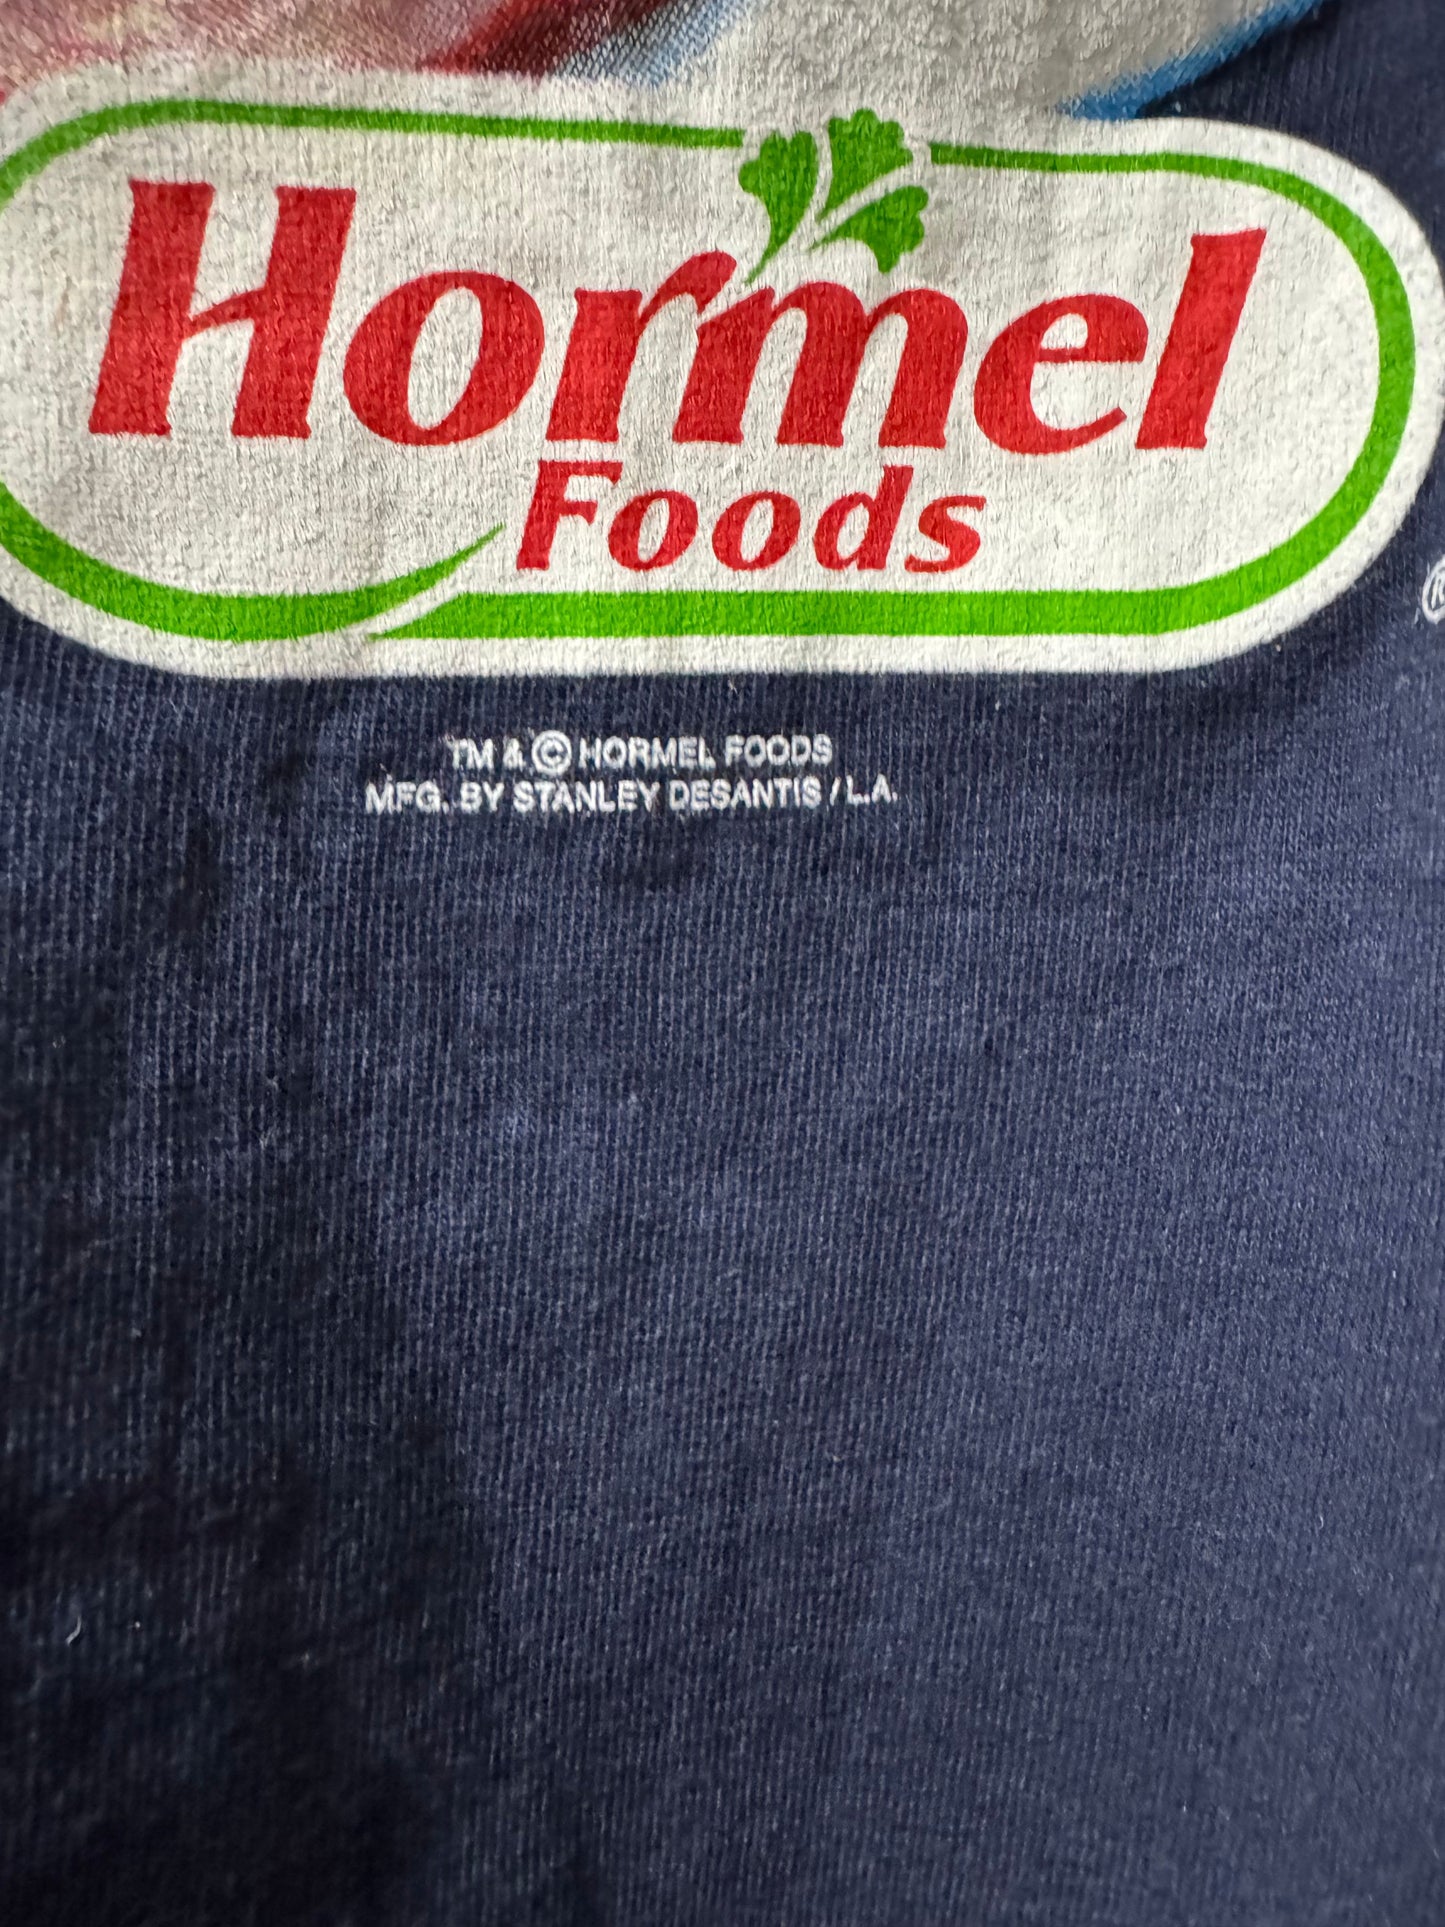 Hormel
Foods
®
TM & © HORMEL FOODS
MFG. BY STANLEY DESANTIS / L.A.